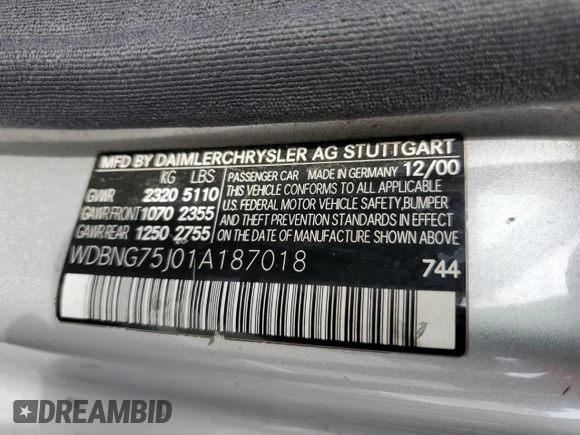 MFD BY DAIMLERCHRYSLER AG STUTTGART
KG LBS
GVWR 2320 5110
GAWR FRONT 1070 2355
GAWR REAR 1250 2755
PASSENGER CAR MADE IN GERMANY 12/00
THIS VEHICLE CONFORMS TO ALL APPLICABLE
U.S. FEDERAL MOTOR VEHICLE SAFETY, BUMPER
AND THEFT PREVENTION STANDARDS IN EFFECT
ON THE DATE OF MANUFACTURE SHOWN ABOVE.
WDBNG75J01A187018
744
DREAMBID